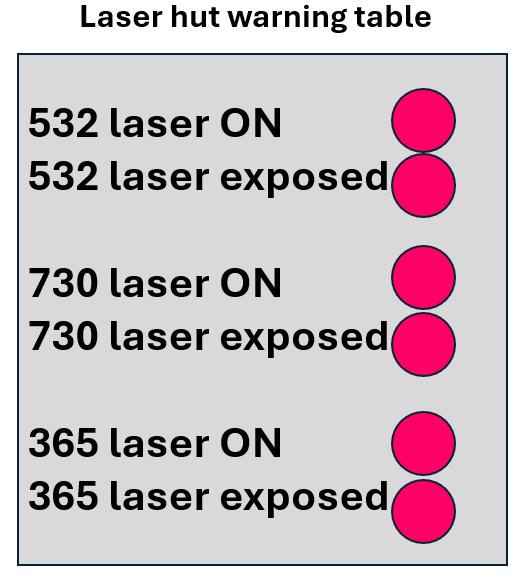 Laser hut warning table
532 laser ON
532 laser exposed
730 laser ON
730 laser exposed
365 laser ON
365 laser exposed